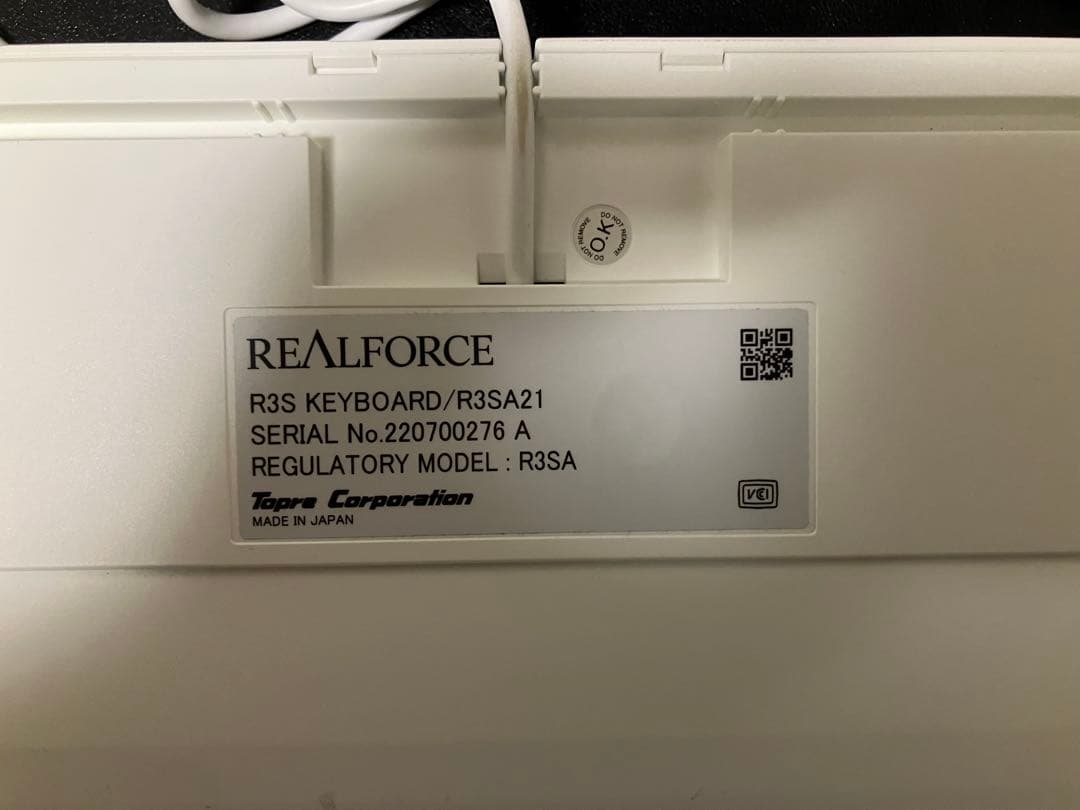 DO NOT REMOVE
O.K
DO NOT REMOVE
REALFORCE
R3S KEYBOARD/R3SA21
SERIAL No.220700276 A
REGULATORY MODEL : R3SA
Topre Corporation
MADE IN JAPAN
VCI